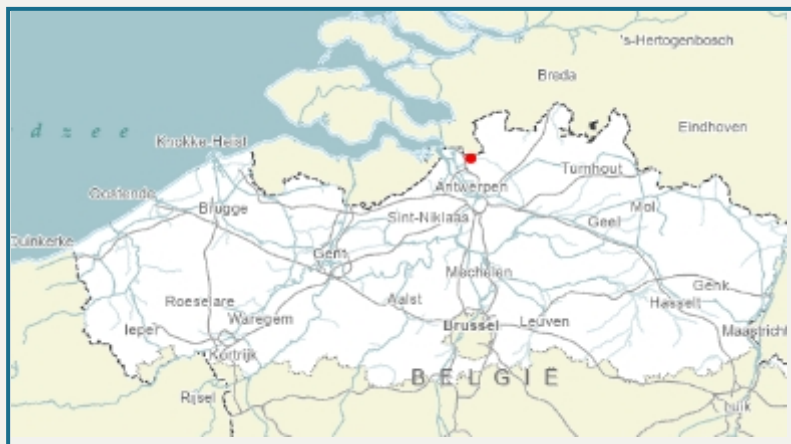 's-Hertogenbosch
Breda
d z e e
Eindhoven
Knokke-Heist
Turnhout
Antwerpen
Oostende
Mol
Brugge
Sint-Niklaas
Geel
Duinkerke
Gent
Mechelen
Genk
Roeselare
Aalst
Hasselt
Ieper
Waregem
Brussel
Leuven
Maastricht
Kortrijk
BELGIË
Rijsel
Luik